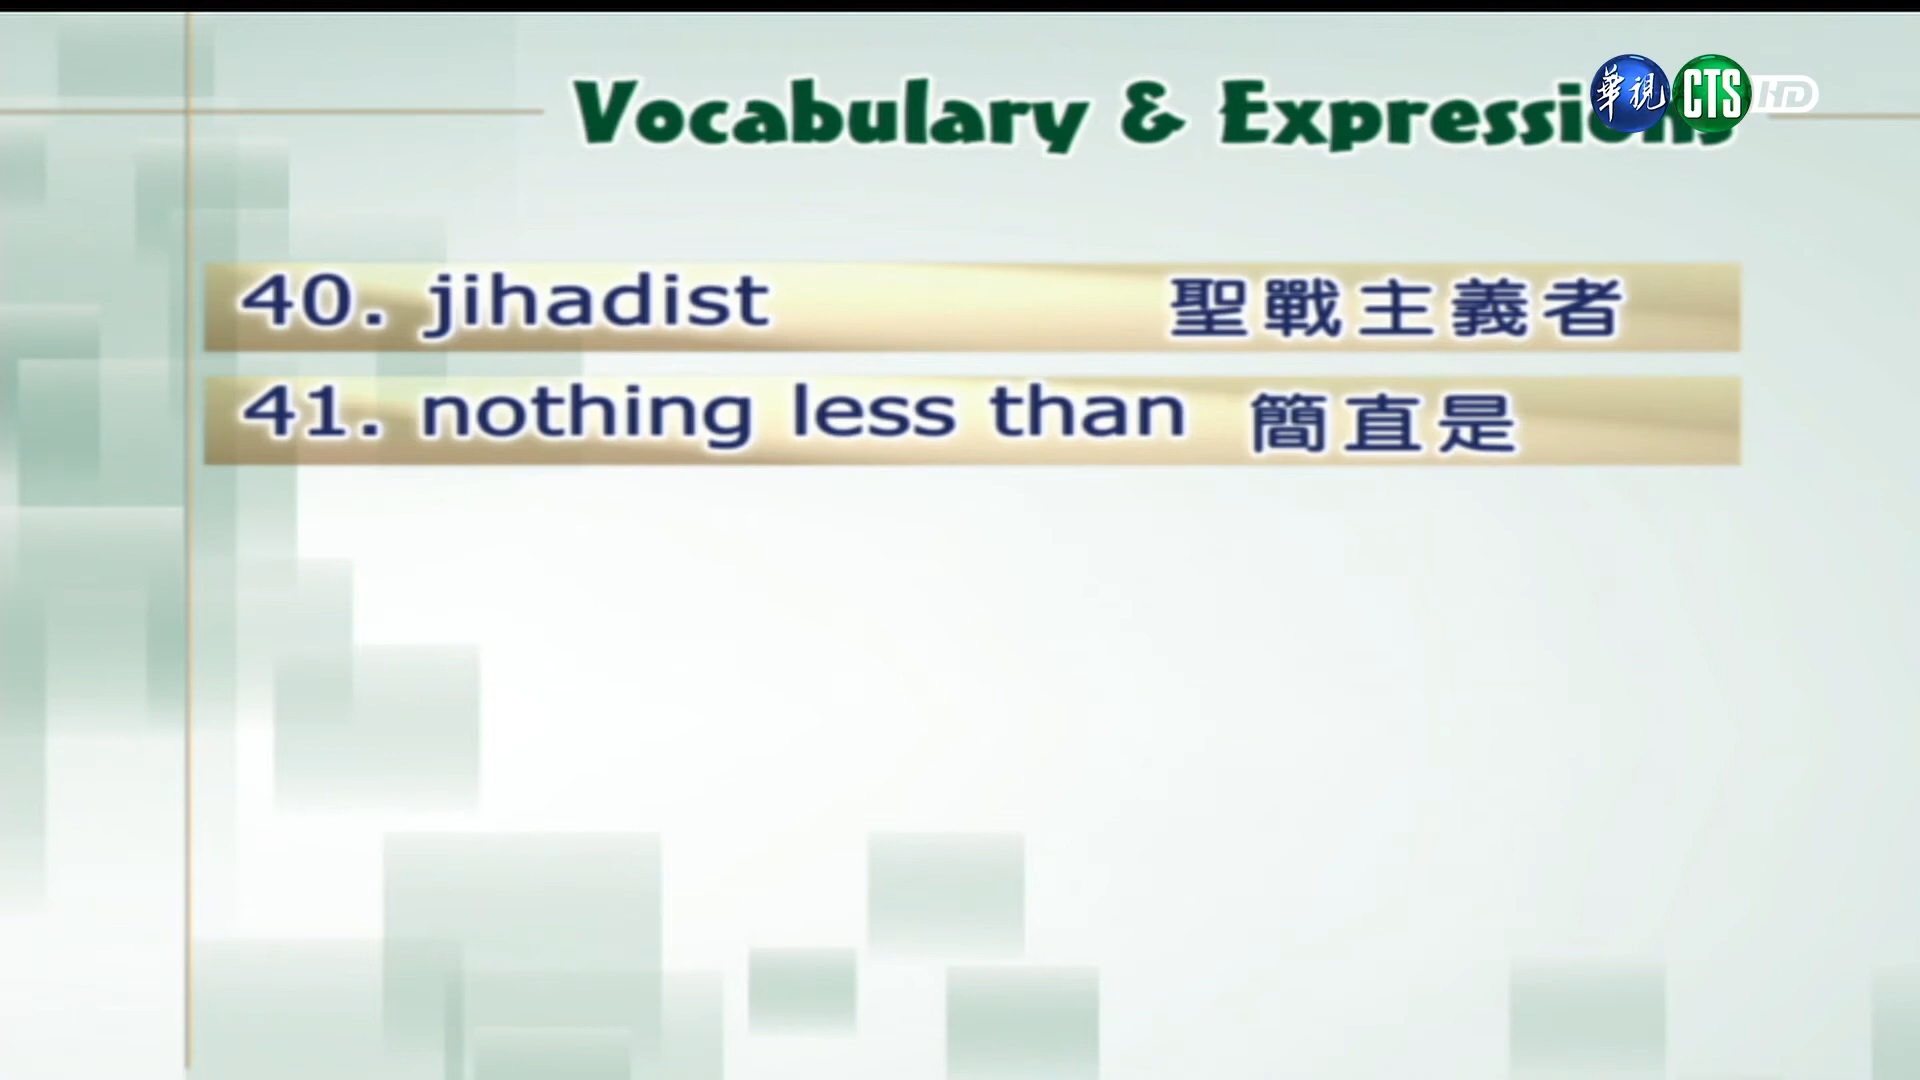 華視 CTS HD
Vocabulary & Expressions
40. jihadist 聖戰主義者
41. nothing less than 簡直是